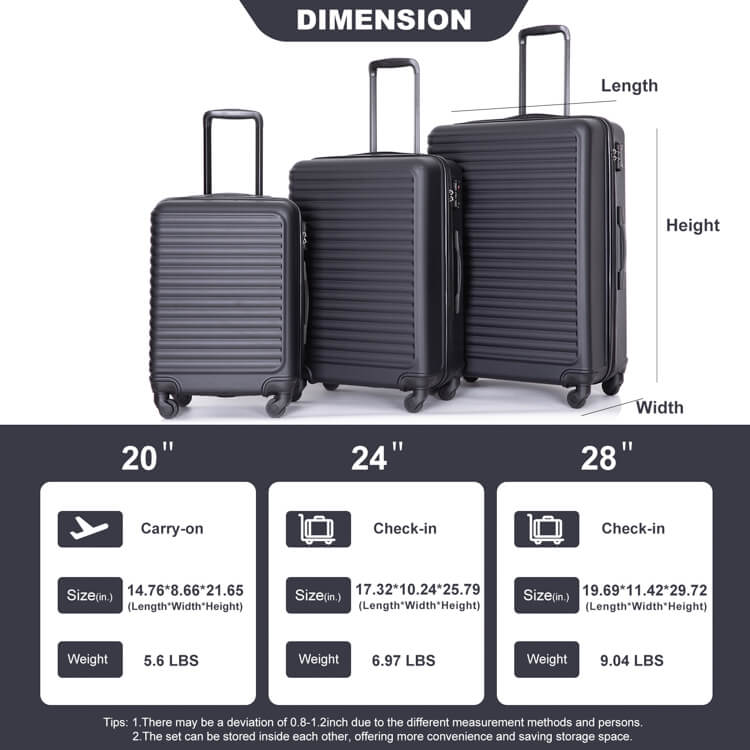 DIMENSION
Length
Height
Width
20"
24"
28"
Carry-on
Size(in.)
14.76*8.66*21.65
(Length*Width*Height)
Weight
5.6 LBS
Check-in
Size(in.)
17.32*10.24*25.79
(Length*Width*Height)
Weight
6.97 LBS
Check-in
Size(in.)
19.69*11.42*29.72
(Length*Width*Height)
Weight
9.04 LBS
Tips: 1.There may be a deviation of 0.8-1.2inch due to the different measurement methods and persons.
2.The set can be stored inside each other, offering more convenience and saving storage space.